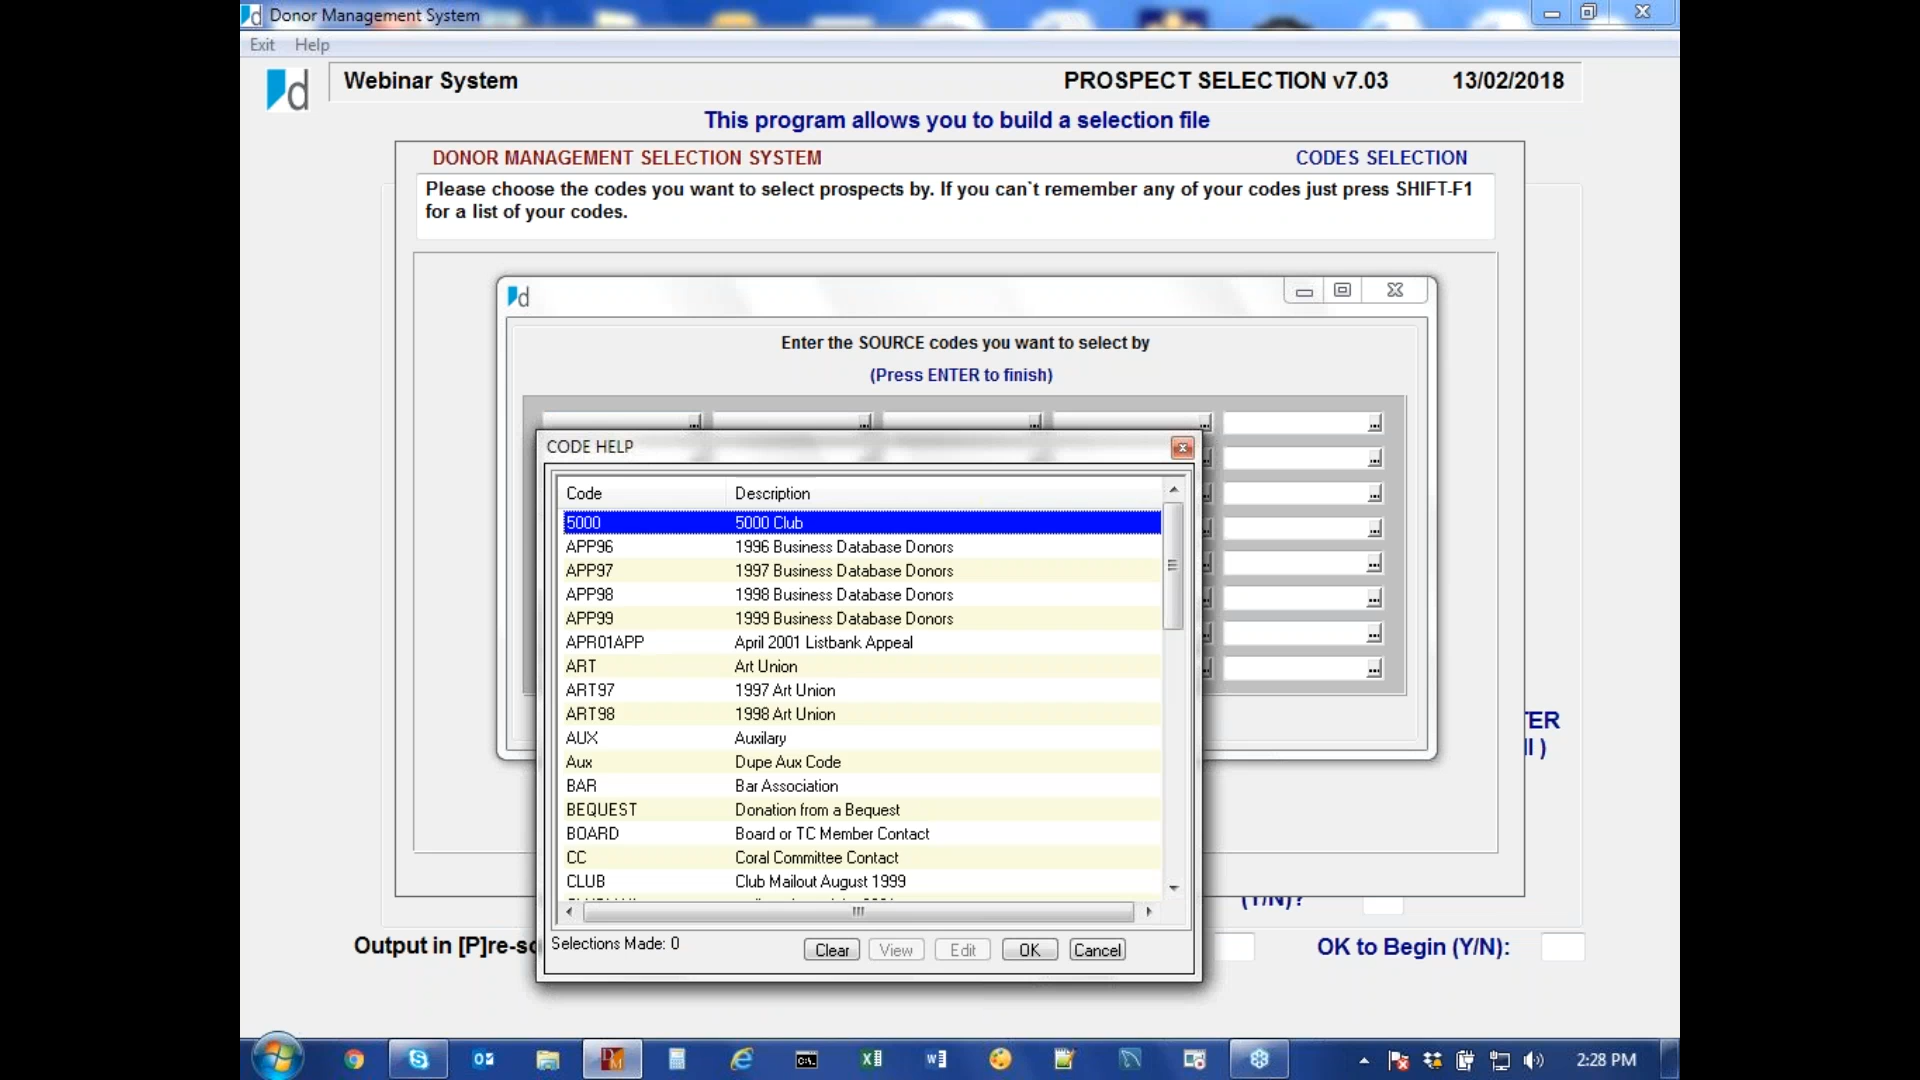 Donor Management System
Exit Help
d Webinar System PROSPECT SELECTION v7.03 13/02/2018
This program allows you to build a selection file
DONOR MANAGEMENT SELECTION SYSTEM CODES SELECTION
Please choose the codes you want to select prospects by. If you can`t remember any of your codes just press SHIFT-F1
for a list of your codes.
d
Enter the SOURCE codes you want to select by
(Press ENTER to finish)
CODE HELP
Code Description
5000 5000 Club
APP96 1996 Business Database Donors
APP97 1997 Business Database Donors
APP98 1998 Business Database Donors
APP99 1999 Business Database Donors
APR01APP April 2001 Listbank Appeal
ART Art Union
ART97 1997 Art Union
ART98 1998 Art Union
AUX Auxilary
Aux Dupe Aux Code
BAR Bar Association
BEQUEST Donation from a Bequest
BOARD Board or TC Member Contact
CC Coral Committee Contact
CLUB Club Mailout August 1999
Selections Made: 0
Clear View Edit OK Cancel
TER
ll )
(Y/N)?
Output in [P]re-so OK to Begin (Y/N):
2:28 PM